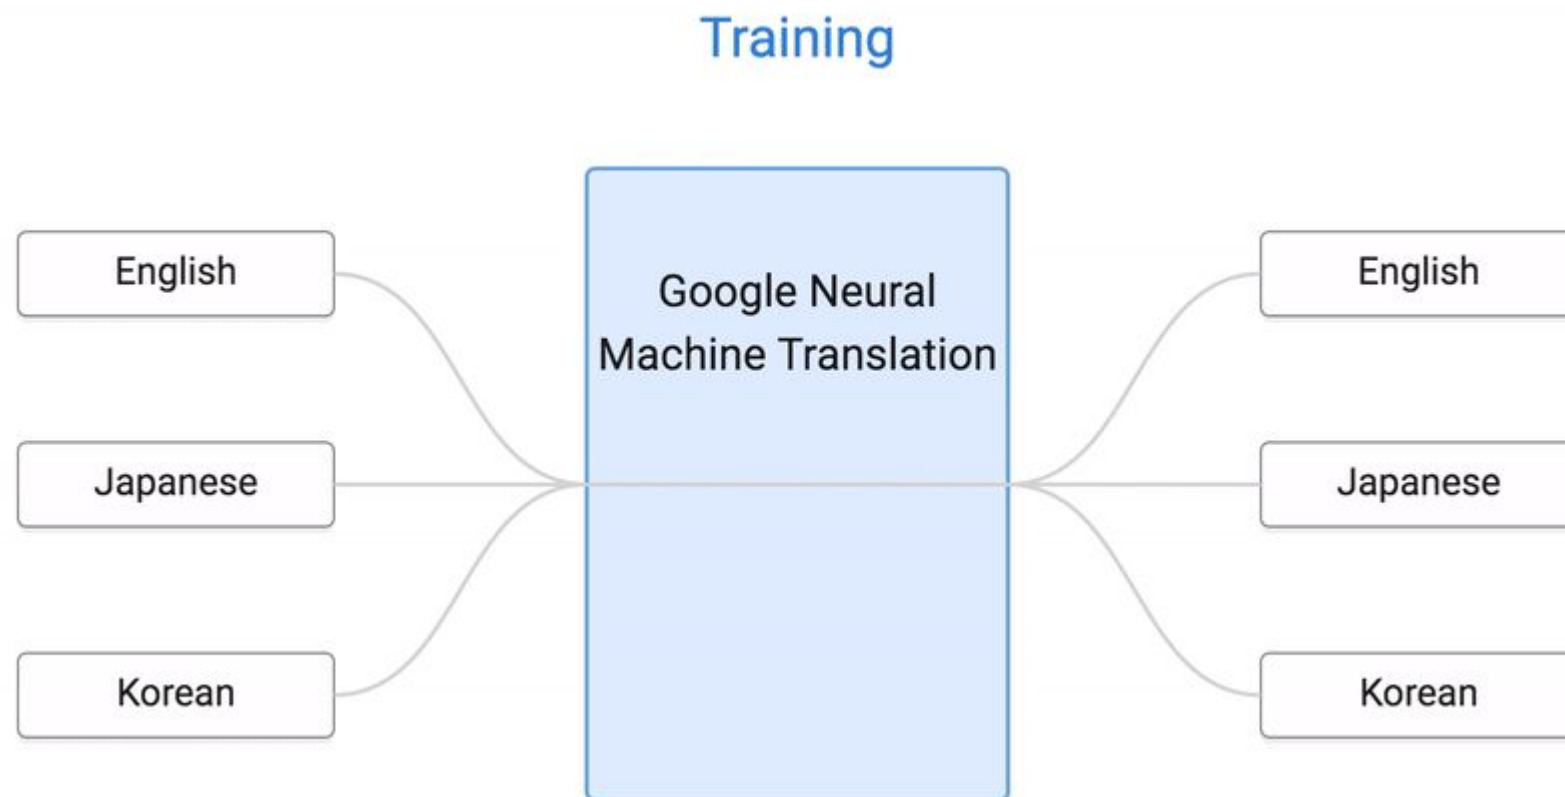 Training
English
Japanese
Korean
Google Neural
Machine Translation
English
Japanese
Korean